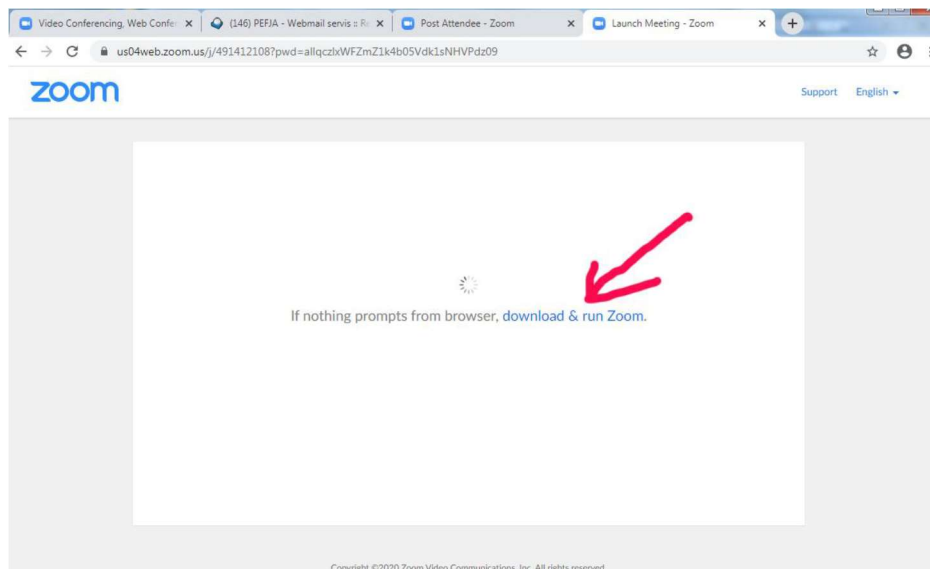 Video Conferencing, Web Confer
(146) PEFJA - Webmail servis ::
Post Attendee - Zoom
Launch Meeting - Zoom
us04web.zoom.us/j/491412108?pwd=allqczlxWFZmZ1k4b05Vdk1sNHVPdz09
zoom
Support
English
If nothing prompts from browser, download & run Zoom.
Copyright ©2020 Zoom Video Communications, Inc. All rights reserved.